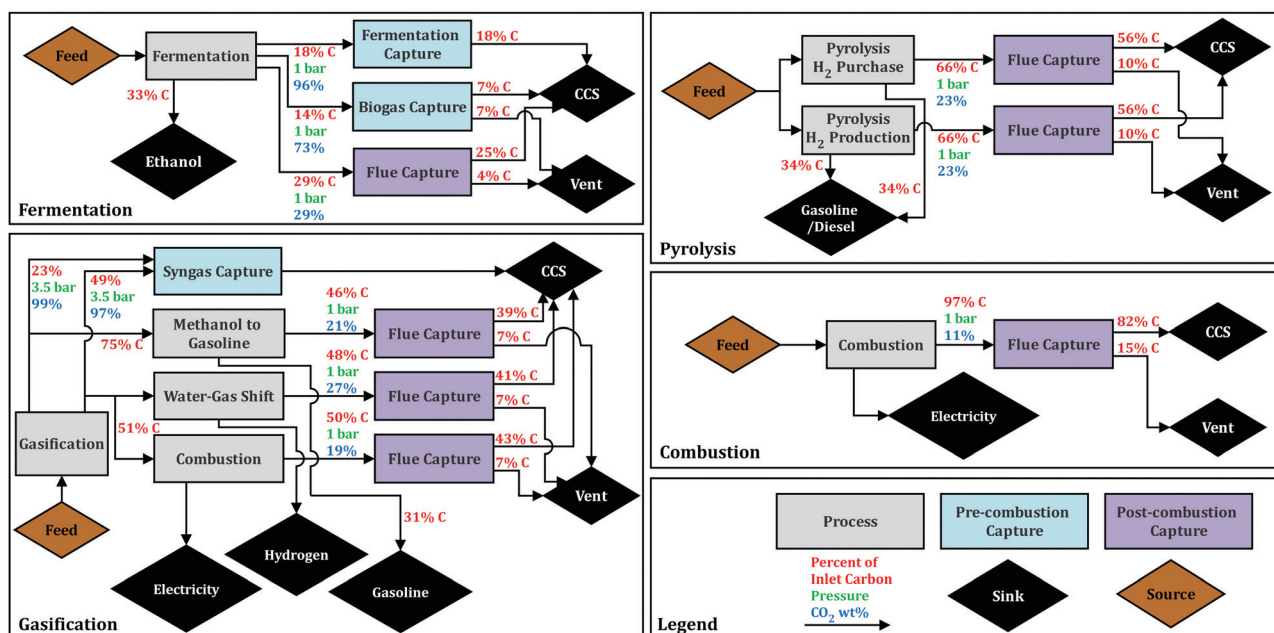 Feed
Fermentation
18% C
1 bar
96%
33% C
14% C
1 bar
73%
29% C
1 bar
29%
Ethanol
Fermentation
Capture
18% C
Biogas Capture
7% C
7% C
Flue Capture
25% C
4% C
CCS
Vent
Fermentation
Feed
Pyrolysis
H2 Purchase
66% C
1 bar
23%
Flue Capture
56% C
10% C
CCS
Pyrolysis
H2 Production
66% C
1 bar
23%
Flue Capture
56% C
10% C
34% C
34% C
Gasoline
/Diesel
Vent
Pyrolysis
23%
3.5 bar
99%
49%
3.5 bar
97%
Syngas Capture
CCS
75% C
Methanol to
Gasoline
46% C
1 bar
21%
Flue Capture
39% C
7% C
Water-Gas Shift
48% C
1 bar
27%
Flue Capture
41% C
7% C
Gasification
51% C
Combustion
50% C
1 bar
19%
Flue Capture
43% C
7% C
Vent
Feed
31% C
Electricity
Hydrogen
Gasoline
Gasification
Feed
Combustion
97% C
1 bar
11%
Flue Capture
82% C
15% C
CCS
Electricity
Vent
Combustion
Process
Pre-combustion
Capture
Post-combustion
Capture
Percent of
Inlet Carbon
Pressure
CO2 wt%
Sink
Source
Legend